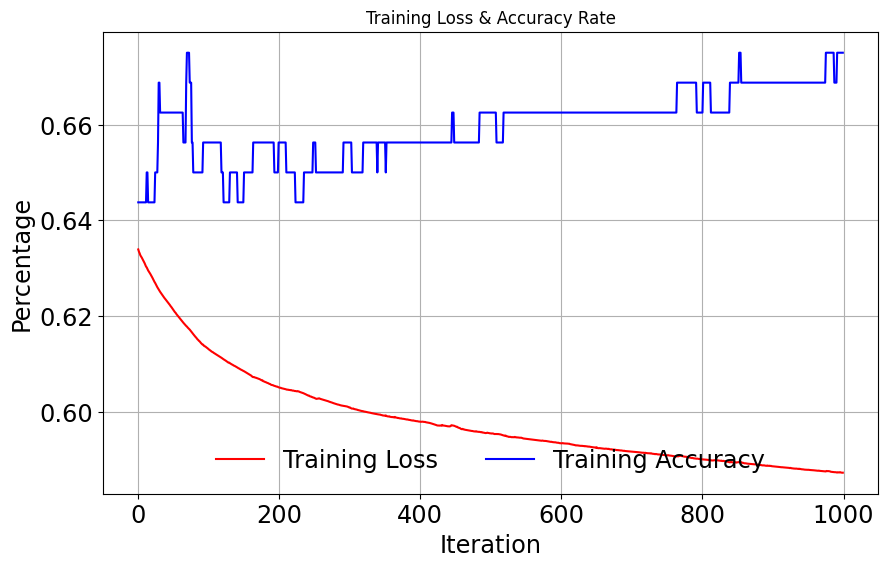 Training Loss & Accuracy Rate
Percentage
0.66
0.64
0.62
0.60
Training Loss
Training Accuracy
0
200
400
600
800
1000
Iteration